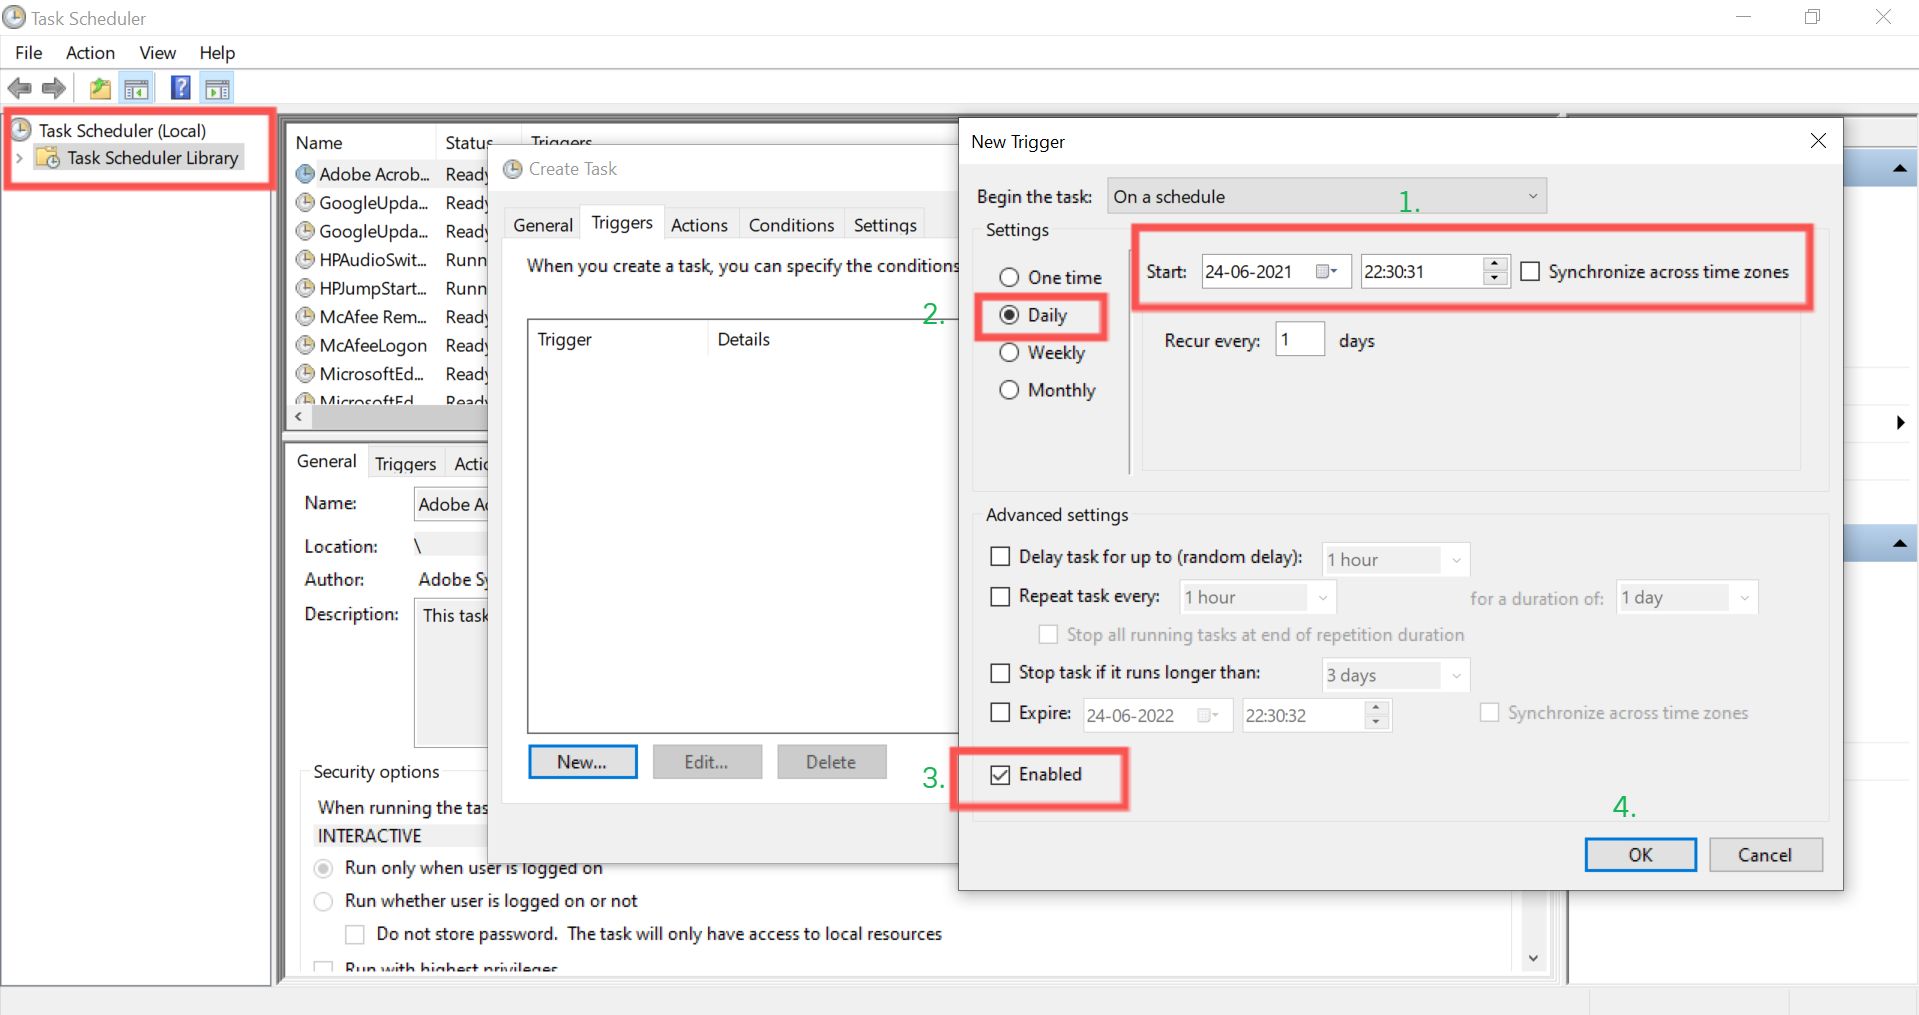 Task Scheduler
File Action View Help
Task Scheduler (Local)
Task Scheduler Library
Name Status Triggers
Adobe Acrob... Ready
GoogleUpda... Ready
GoogleUpda... Ready
HPAudioSwit... Runn
HPJumpStart... Runn
McAfee Rem... Ready
McAfeeLogon Ready
MicrosoftEd... Ready
MicrosoftEd Ready
General Triggers Actic
Name: Adobe Ac
Location: \
Author: Adobe Sy
Description: This task
Security options
When running the tas
INTERACTIVE
Run only when user is logged on
Run whether user is logged on or not
Do not store password. The task will only have access to local resources
Run with highest privileges
Create Task
General Triggers Actions Conditions Settings
When you create a task, you can specify the conditions
Trigger Details
New... Edit... Delete
New Trigger
Begin the task: On a schedule
1.
Settings
One time
2.
Daily
Weekly
Monthly
Start: 24-06-2021 22:30:31 Synchronize across time zones
Recur every: 1 days
Advanced settings
Delay task for up to (random delay): 1 hour
Repeat task every: 1 hour for a duration of: 1 day
Stop all running tasks at end of repetition duration
Stop task if it runs longer than: 3 days
Expire: 24-06-2022 22:30:32 Synchronize across time zones
3.
Enabled
4.
OK Cancel